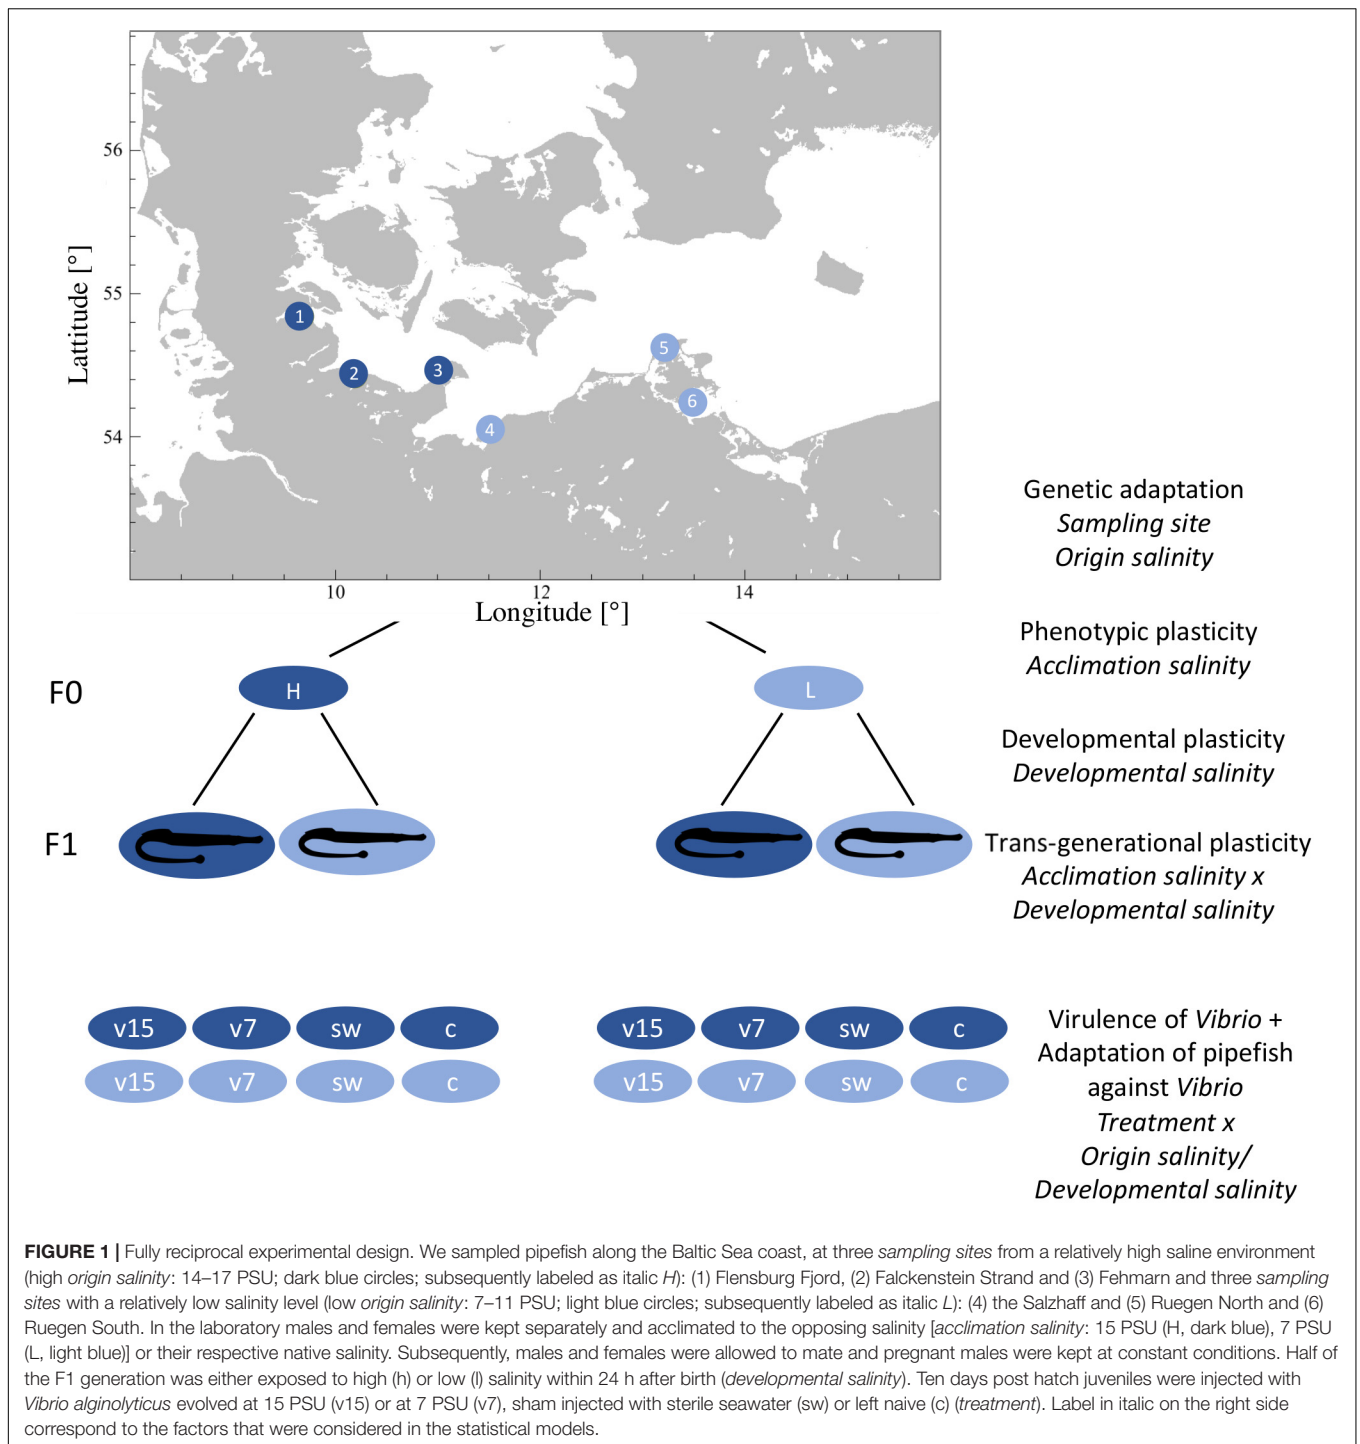 56
55
54
Lattitude [°]
1
2
3
4
5
6
10
12
14
Longitude [°]
Genetic adaptation
Sampling site
Origin salinity
Phenotypic plasticity
Acclimation salinity
F0
H
L
Developmental plasticity
Developmental salinity
F1
Trans-generational plasticity
Acclimation salinity x
Developmental salinity
v15 v7 sw c v15 v7 sw c
v15 v7 sw c v15 v7 sw c
Virulence of Vibrio +
Adaptation of pipefish
against Vibrio
Treatment x
Origin salinity/
Developmental salinity
FIGURE 1 | Fully reciprocal experimental design. We sampled pipefish along the Baltic Sea coast, at three sampling sites from a relatively high saline environment
(high origin salinity: 14–17 PSU; dark blue circles; subsequently labeled as italic H): (1) Flensburg Fjord, (2) Falckenstein Strand and (3) Fehmarn and three sampling
sites with a relatively low salinity level (low origin salinity: 7–11 PSU; light blue circles; subsequently labeled as italic L): (4) the Salzhaff and (5) Ruegen North and (6)
Ruegen South. In the laboratory males and females were kept separately and acclimated to the opposing salinity [acclimation salinity: 15 PSU (H, dark blue), 7 PSU
(L, light blue)] or their respective native salinity. Subsequently, males and females were allowed to mate and pregnant males were kept at constant conditions. Half of
the F1 generation was either exposed to high (h) or low (l) salinity within 24 h after birth (developmental salinity). Ten days post hatch juveniles were injected with
Vibrio alginolyticus evolved at 15 PSU (v15) or at 7 PSU (v7), sham injected with sterile seawater (sw) or left naive (c) (treatment). Label in italic on the right side
correspond to the factors that were considered in the statistical models.